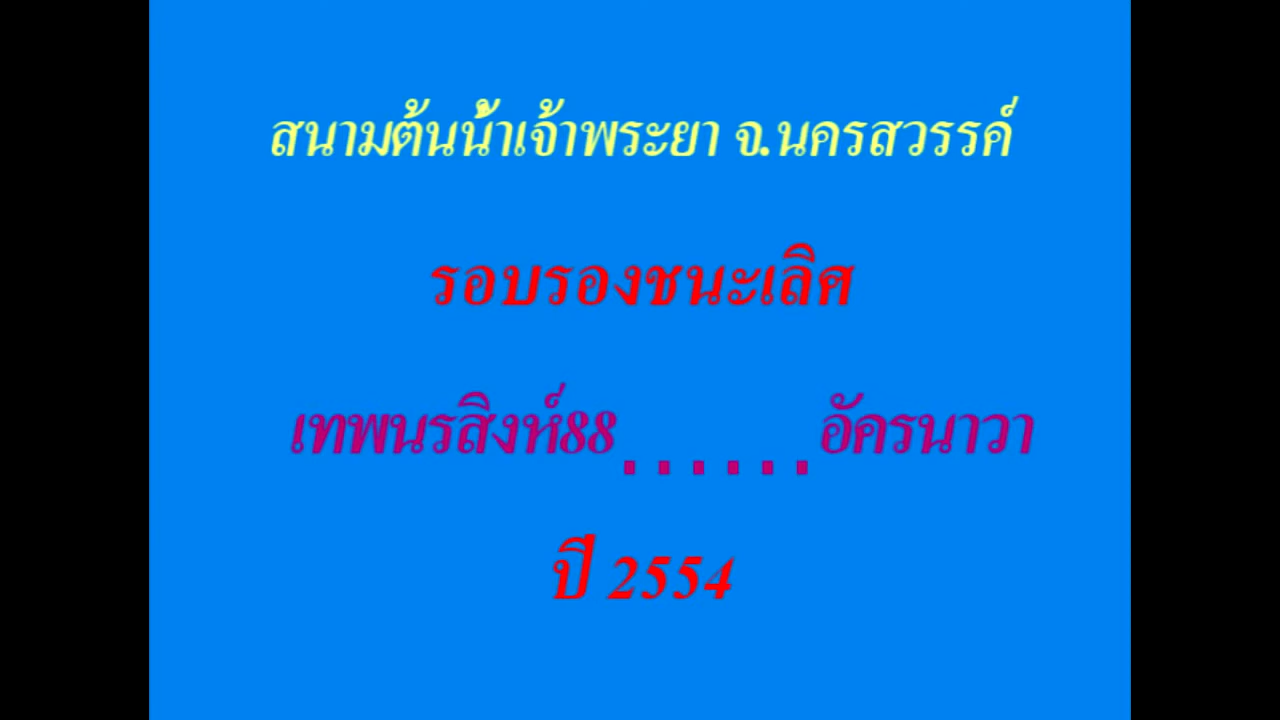 สนามต้นน้ำเจ้าพระยา จ.นครสวรรค์
รอบรองชนะเลิศ
เทพนรสิงห์88......อัครนาวา
ปี 2554